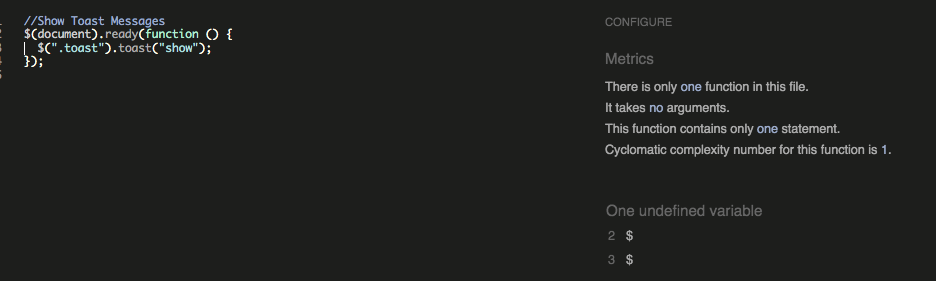 //Show Toast Messages
2 $(document).ready(function () {
$(".toast").toast("show");
});
5
CONFIGURE
Metrics
There is only one function in this file.
It takes no arguments.
This function contains only one statement.
Cyclomatic complexity number for this function is 1.
One undefined variable
2 $
3 $